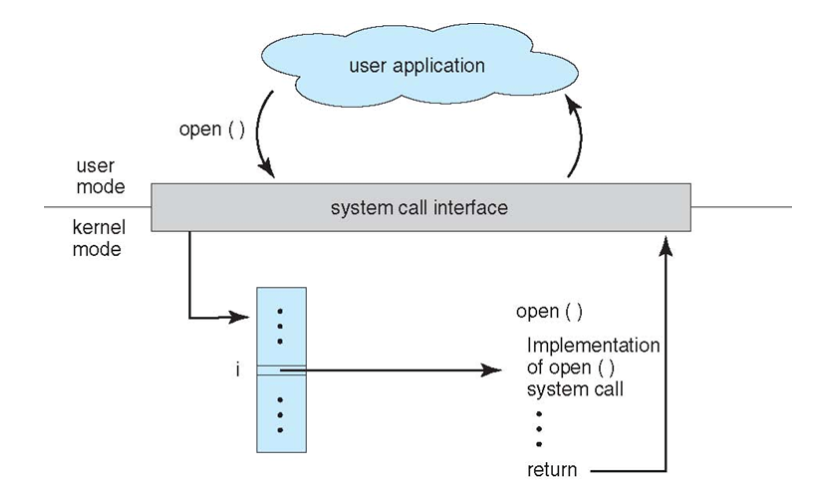 user application
open ( )
user
mode
system call interface
kernel
mode
open ( )
i
Implementation
of open ( )
system call
return